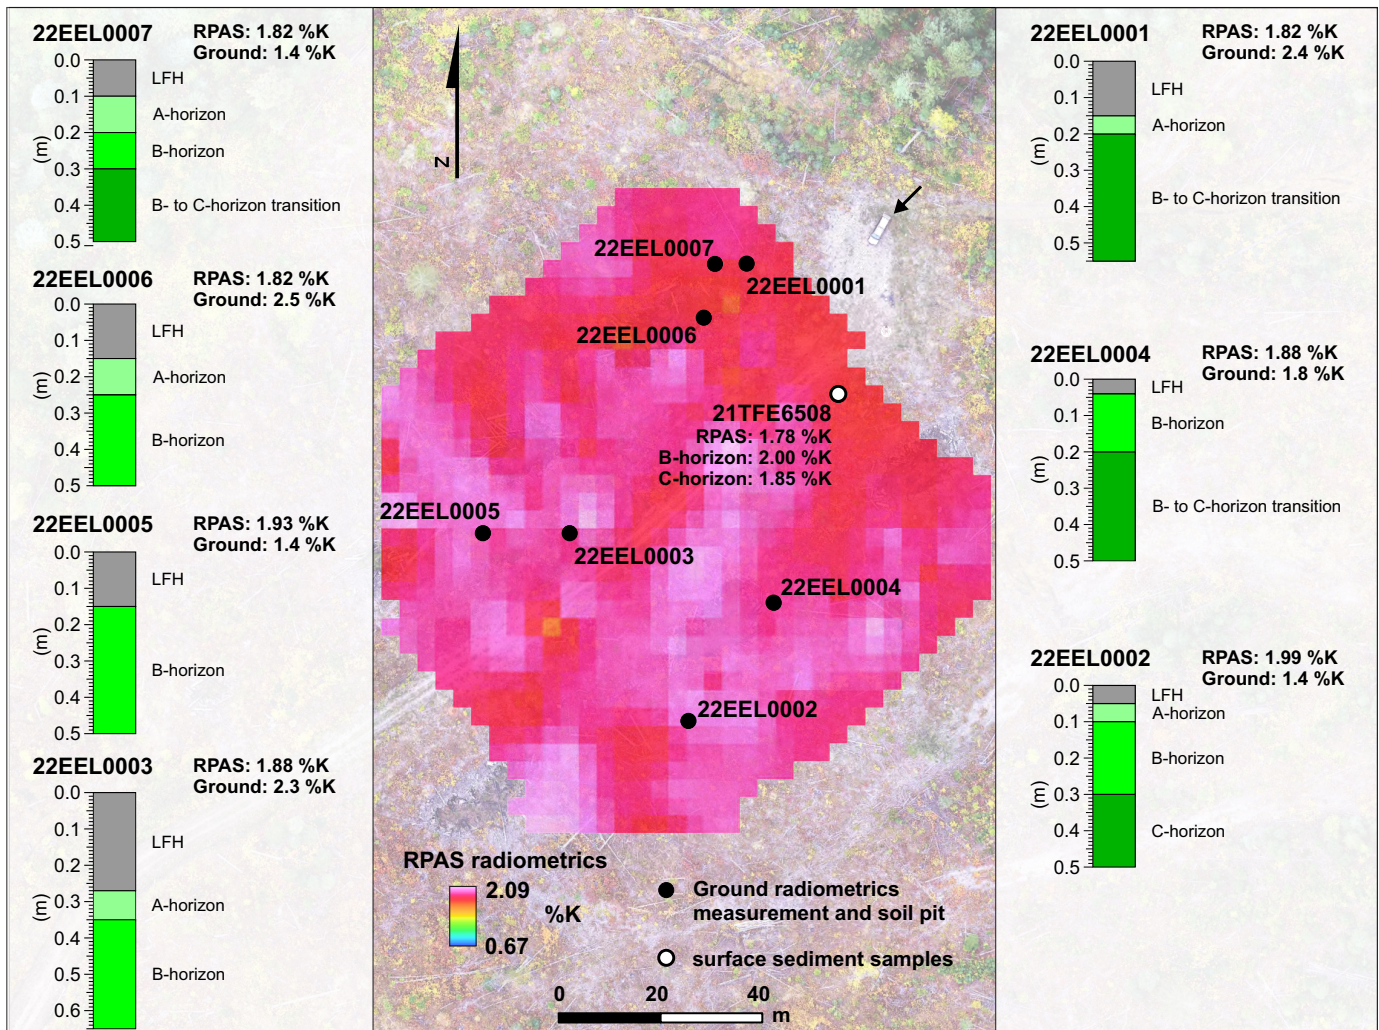 22EEL0007
RPAS: 1.82 %K
Ground: 1.4 %K
0.0
0.1
0.2
0.3
0.4
0.5
(m)
LFH
A-horizon
B-horizon
B- to C-horizon transition
22EEL0006
RPAS: 1.82 %K
Ground: 2.5 %K
0.0
0.1
0.2
0.3
0.4
0.5
(m)
LFH
A-horizon
B-horizon
22EEL0005
RPAS: 1.93 %K
Ground: 1.4 %K
0.0
0.1
0.2
0.3
0.4
0.5
(m)
LFH
B-horizon
22EEL0003
RPAS: 1.88 %K
Ground: 2.3 %K
0.0
0.1
0.2
0.3
0.4
0.5
0.6
(m)
LFH
A-horizon
B-horizon
N
22EEL0007
22EEL0001
22EEL0006
21TFE6508
RPAS: 1.78 %K
B-horizon: 2.00 %K
C-horizon: 1.85 %K
22EEL0005
22EEL0003
22EEL0004
22EEL0002
RPAS radiometrics
2.09
%K
0.67
Ground radiometrics
measurement and soil pit
surface sediment samples
0 20 40
m
22EEL0001
RPAS: 1.82 %K
Ground: 2.4 %K
0.0
0.1
0.2
0.3
0.4
0.5
(m)
LFH
A-horizon
B- to C-horizon transition
22EEL0004
RPAS: 1.88 %K
Ground: 1.8 %K
0.0
0.1
0.2
0.3
0.4
0.5
(m)
LFH
B-horizon
B- to C-horizon transition
22EEL0002
RPAS: 1.99 %K
Ground: 1.4 %K
0.0
0.1
0.2
0.3
0.4
0.5
(m)
LFH
A-horizon
B-horizon
C-horizon